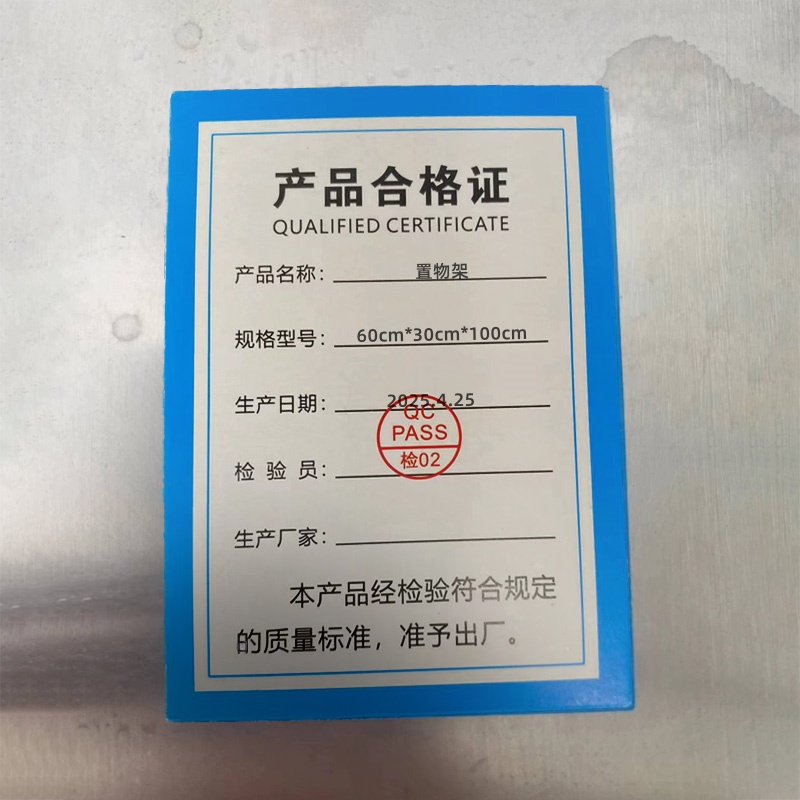 产品合格证
QUALIFIED CERTIFICATE
产品名称：置物架
规格型号：60cm*30cm*100cm
生产日期：2025.4.25
QC
PASS
检02
检 验 员：
生产厂家：
本产品经检验符合规定
的质量标准，准予出厂。